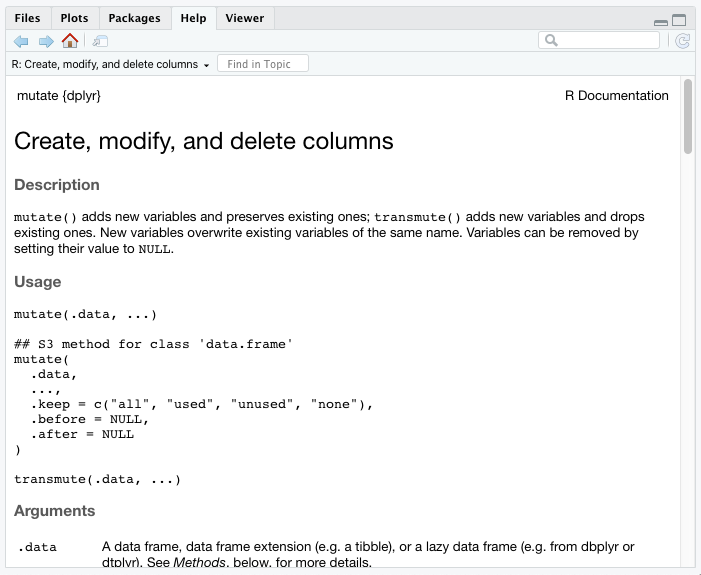 Files Plots Packages Help Viewer
R: Create, modify, and delete columns Find in Topic
mutate {dplyr} R Documentation
Create, modify, and delete columns
Description
mutate() adds new variables and preserves existing ones; transmute() adds new variables and drops
existing ones. New variables overwrite existing variables of the same name. Variables can be removed by
setting their value to NULL.
Usage
mutate(.data, ...)
## S3 method for class 'data.frame'
mutate(
  .data,
  ...,
  .keep = c("all", "used", "unused", "none"),
  .before = NULL,
  .after = NULL
)
transmute(.data, ...)
Arguments
.data A data frame, data frame extension (e.g. a tibble), or a lazy data frame (e.g. from dbplyr or
dtplyr). See Methods, below, for more details.